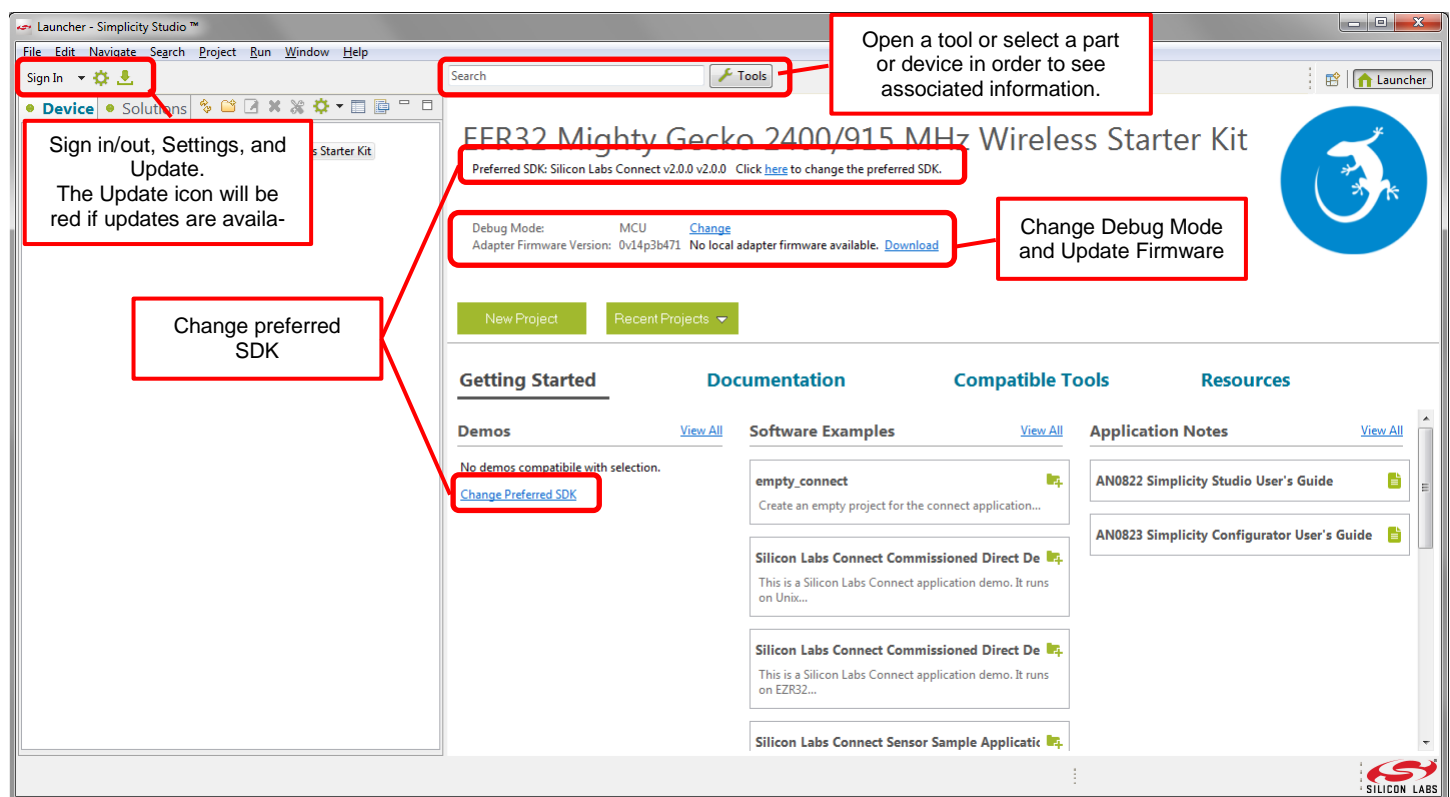 Launcher - Simplicity Studio ™
File Edit Navigate Search Project Run Window Help
Sign In
Search
Tools
Launcher
Open a tool or select a part
or device in order to see
associated information.
Device
Solutions
Sign in/out, Settings, and
Update.
The Update icon will be
red if updates are availa-
s Starter Kit
EFR32 Mighty Gecko 2400/915 MHz Wireless Starter Kit
Preferred SDK: Silicon Labs Connect v2.0.0 v2.0.0 Click here to change the preferred SDK.
Debug Mode: MCU Change
Adapter Firmware Version: 0v14p3b471 No local adapter firmware available. Download
Change Debug Mode
and Update Firmware
Change preferred
SDK
New Project
Recent Projects
Getting Started
Documentation
Compatible Tools
Resources
Demos
View All
No demos compatibile with selection.
Change Preferred SDK
Software Examples
View All
empty_connect
Create an empty project for the connect application...
Silicon Labs Connect Commissioned Direct De
This is a Silicon Labs Connect application demo. It runs
on Unix...
Silicon Labs Connect Commissioned Direct De
This is a Silicon Labs Connect application demo. It runs
on EZR32...
Silicon Labs Connect Sensor Sample Applicatic
Application Notes
View All
AN0822 Simplicity Studio User's Guide
AN0823 Simplicity Configurator User's Guide
SILICON LABS